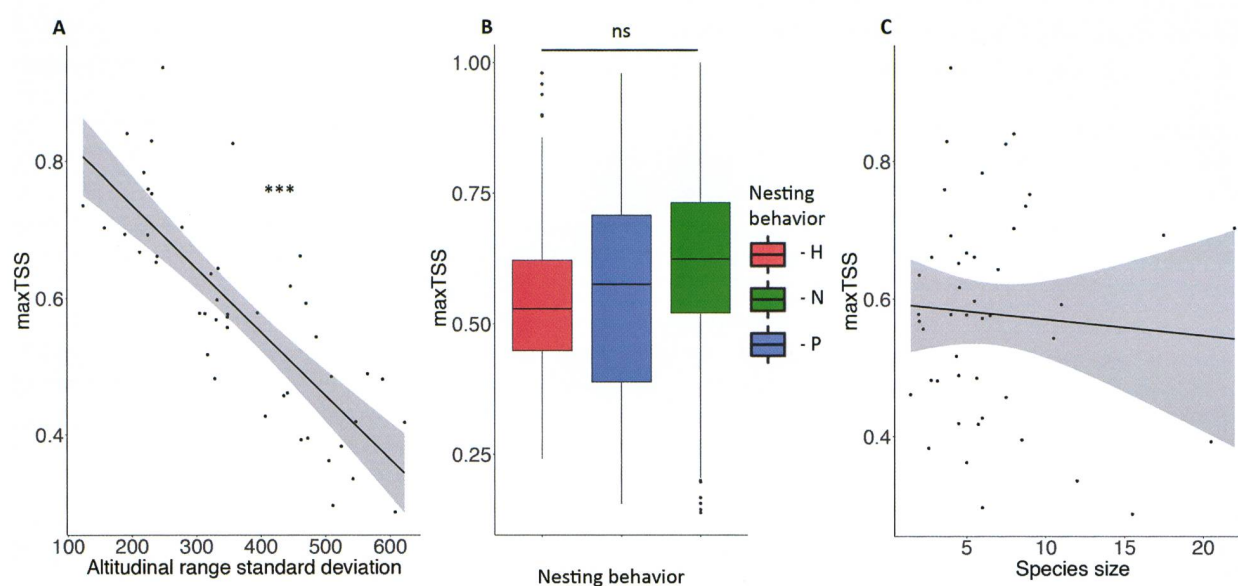 A
maxTSS
0.8
0.6
0.4
***
100 200 300 400 500 600
Altitudinal range standard deviation
B
ns
maxTSS
1.00
0.75
0.50
0.25
Nesting behavior
Nesting
behavior
- H
- N
- P
C
maxTSS
0.8
0.6
0.4
5 10 15 20
Species size